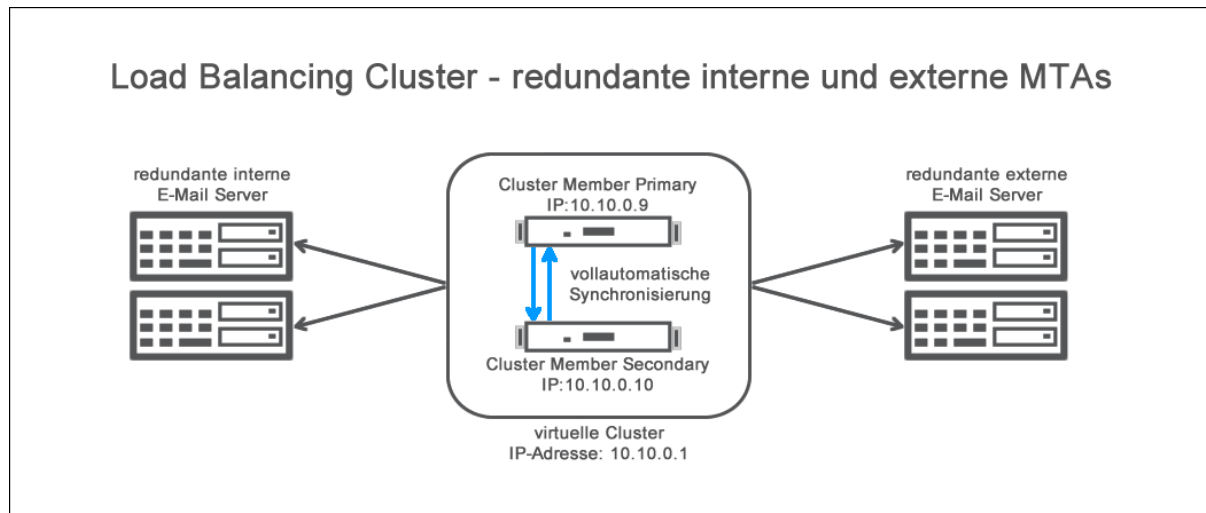 Load Balancing Cluster - redundante interne und externe MTAs
redundante interne
E-Mail Server
Cluster Member Primary
IP:10.10.0.9
vollautomatische
Synchronisierung
Cluster Member Secondary
IP:10.10.0.10
virtuelle Cluster
IP-Adresse: 10.10.0.1
redundante externe
E-Mail Server